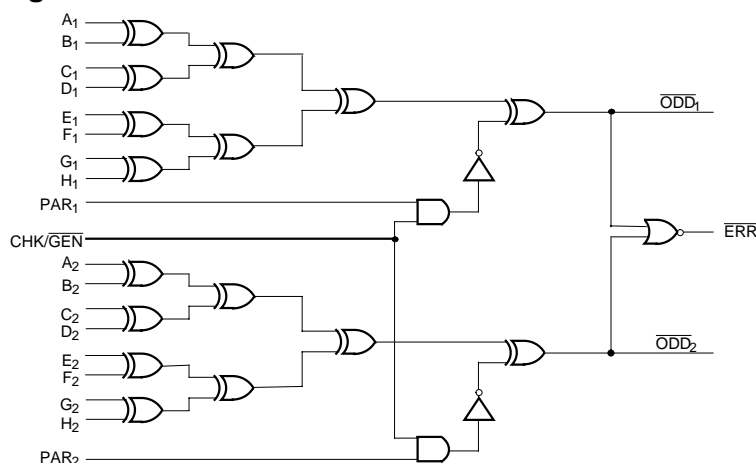 A1
B1
C1
D1
E1
F1
G1
H1
PAR1
CHK/GEN
A2
B2
C2
D2
E2
F2
G2
H2
PAR2
ODD1
ERR
ODD2